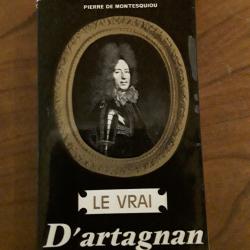 PIERRE DE MONTESQUIOU
LE VRAI
D'artagnan